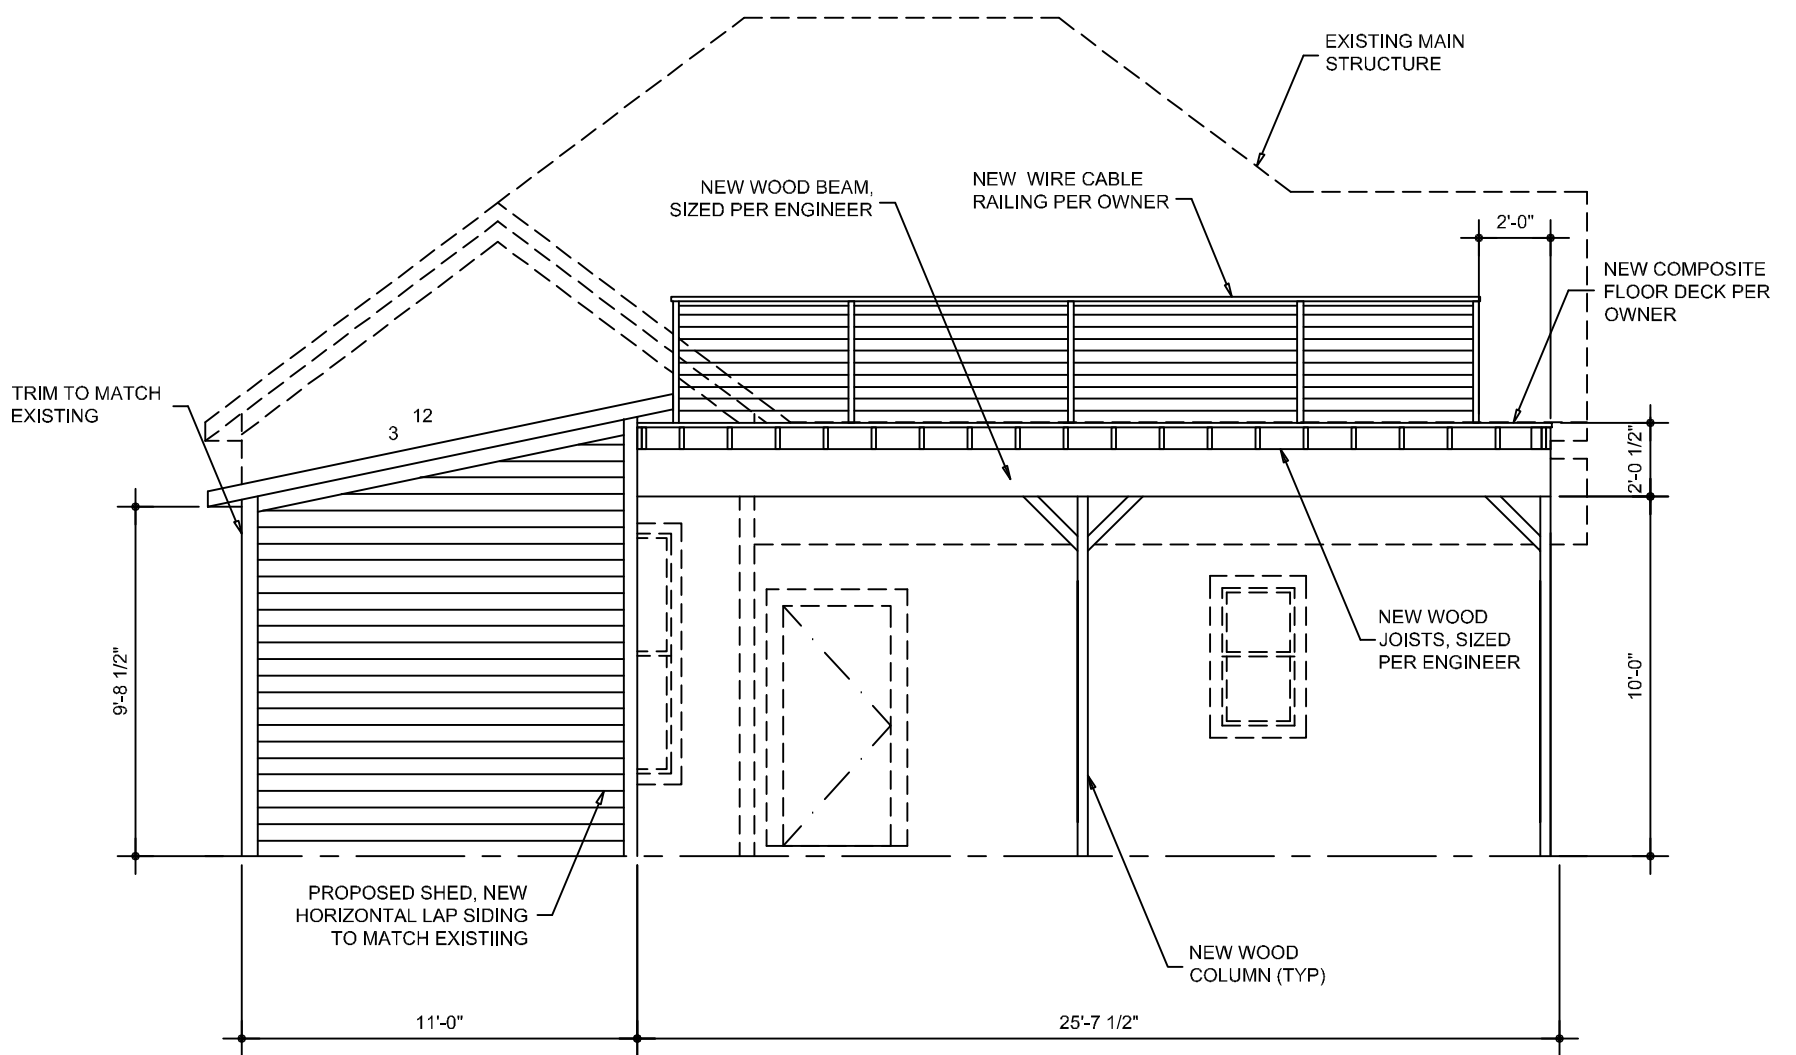 EXISTING MAIN
STRUCTURE
NEW WOOD BEAM,
SIZED PER ENGINEER
NEW WIRE CABLE
RAILING PER OWNER
2'-0"
NEW COMPOSITE
FLOOR DECK PER
OWNER
TRIM TO MATCH
EXISTING
12
3
2'-0 1/2"
9'-8 1/2"
NEW WOOD
JOISTS, SIZED
PER ENGINEER
10'-0"
PROPOSED SHED, NEW
HORIZONTAL LAP SIDING
TO MATCH EXISTIING
NEW WOOD
COLUMN (TYP)
11'-0"
25'-7 1/2"